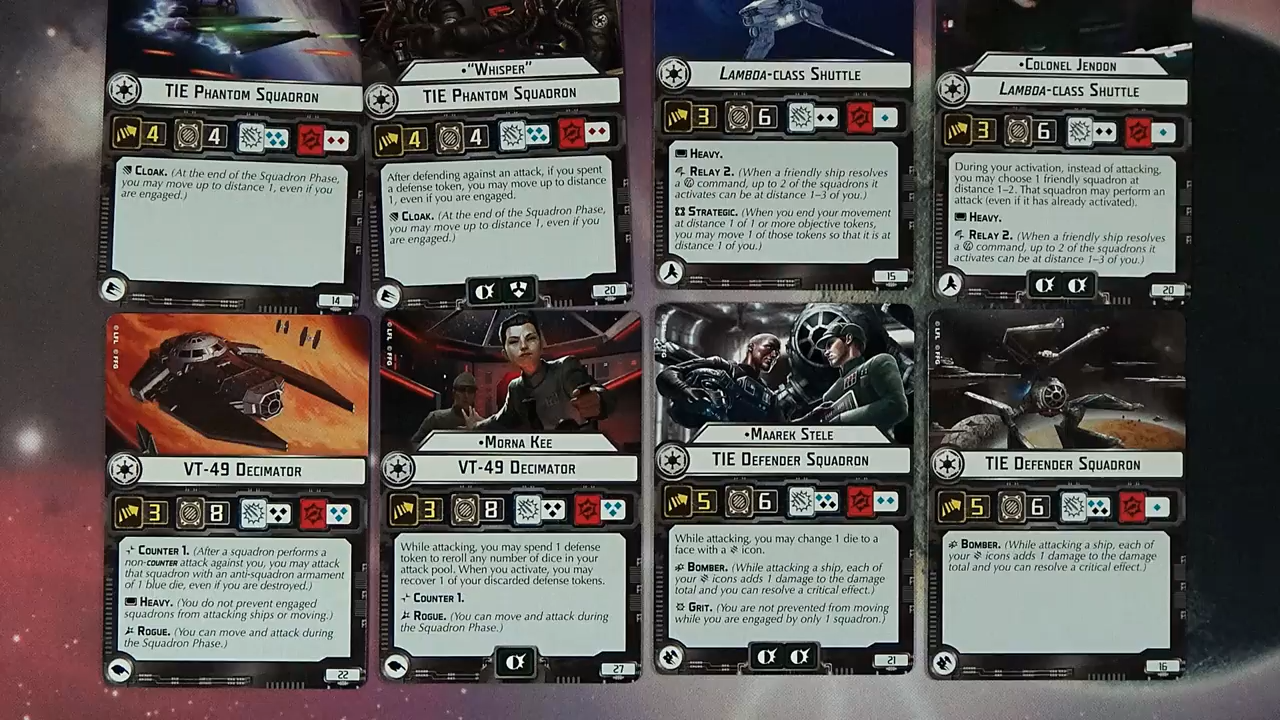 TIE Phantom Squadron
4
4
Cloak. (At the end of the Squadron Phase,
you may move up to distance 1, even if you
are engaged.)
14
•"Whisper"
TIE Phantom Squadron
4
4
After defending against an attack, if you spent
a defense token, you may move up to distance
1, even if you are engaged.
Cloak. (At the end of the Squadron Phase,
you may move up to distance 1, even if you
are engaged.)
20
Lambda-class Shuttle
3
6
Heavy.
Relay 2. (When a friendly ship resolves
a command, up to 2 of the squadrons it
activates can be at distance 1–3 of you.)
Strategic. (When you end your movement
at distance 1 of 1 or more objective tokens,
you may move 1 of those tokens so that it is at
distance 1 of you.)
15
•Colonel Jendon
Lambda-class Shuttle
3
6
During your activation, instead of attacking,
you may choose 1 friendly squadron at
distance 1–2. That squadron may perform an
attack (even if it has already activated).
Heavy.
Relay 2. (When a friendly ship resolves
a command, up to 2 of the squadrons it
activates can be at distance 1–3 of you.)
20
© LFL © FFG
VT-49 Decimator
3
8
Counter 1. (After a squadron performs a
non-counter attack against you, you may attack
that squadron with an anti-squadron armament
of 1 blue die, even if you are destroyed.)
Heavy. (You do not prevent engaged
squadrons from attacking ships or moving.)
Rogue. (You can move and attack during
the Squadron Phase.)
22
© LFL © FFG
•Morna Kee
VT-49 Decimator
3
8
While attacking, you may spend 1 defense
token to reroll any number of dice in your
attack pool. When you activate, you may
recover 1 of your discarded defense tokens.
Counter 1.
Rogue. (You can move and attack during
the Squadron Phase.)
27
© LFL © FFG
•Maarek Stele
TIE Defender Squadron
5
6
While attacking, you may change 1 die to a
face with a icon.
Bomber. (While attacking a ship, each of
your icons adds 1 damage to the damage
total and you can resolve a critical effect.)
Grit. (You are not prevented from moving
while you are engaged by only 1 squadron.)
21
© LFL © FFG
TIE Defender Squadron
5
6
Bomber. (While attacking a ship, each of
your icons adds 1 damage to the damage
total and you can resolve a critical effect.)
16